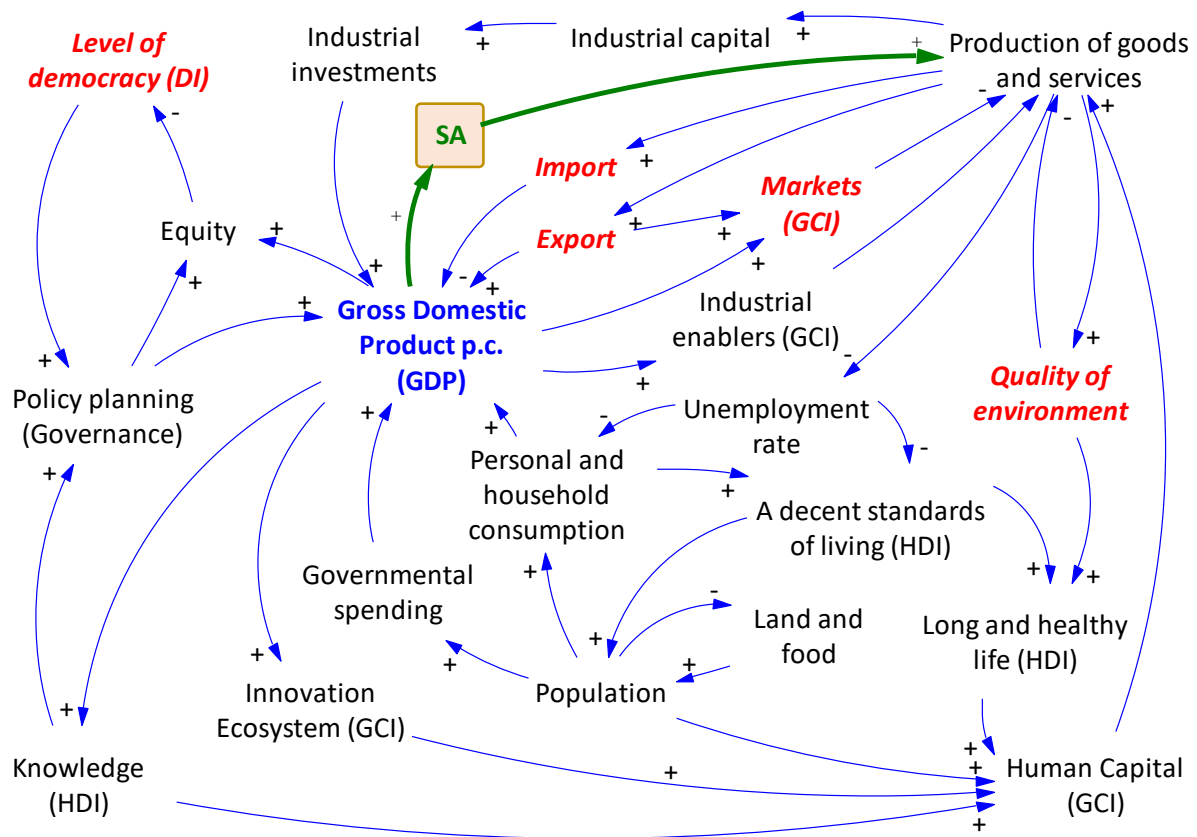 Level of
democracy (DI)
Industrial
investments
Industrial capital
Production of goods
and services
SA
Import
Markets
(GCI)
Equity
Export
Gross Domestic
Product p.c.
(GDP)
Industrial
enablers (GCI)
Policy planning
(Governance)
Quality of
environment
Unemployment
rate
Personal and
household
consumption
A decent standards
of living (HDI)
Governmental
spending
Land and
food
Long and healthy
life (HDI)
Innovation
Ecosystem (GCI)
Population
Knowledge
(HDI)
Human Capital
(GCI)